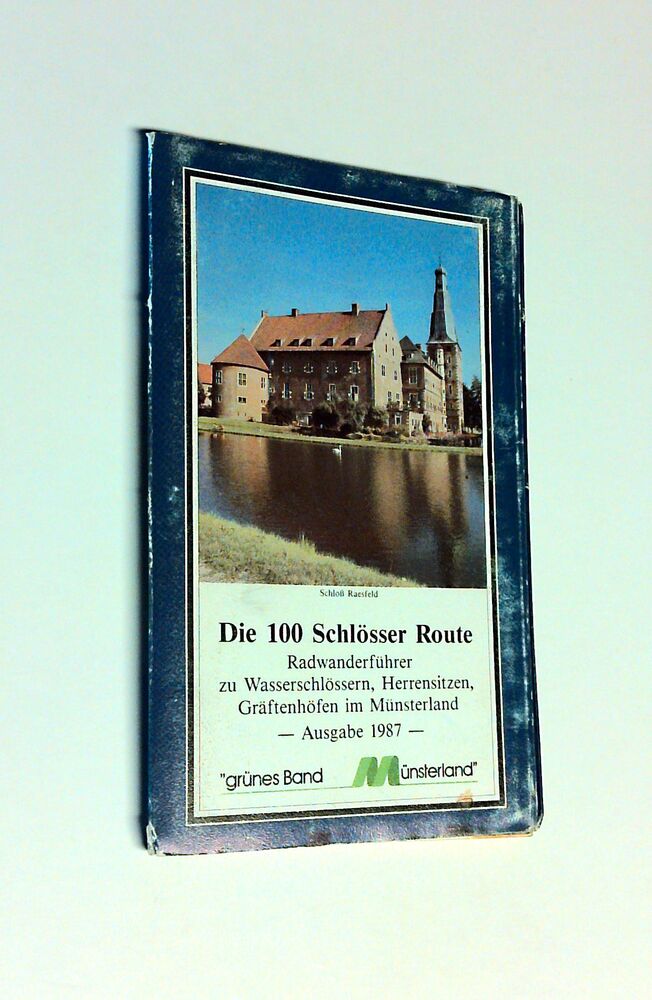 Schloß Raesfeld
Die 100 Schlösser Route
Radwanderführer
zu Wasserschlössern, Herrensitzen,
Gräftenhöfen im Münsterland
— Ausgabe 1987 —
"grünes Band Münsterland"